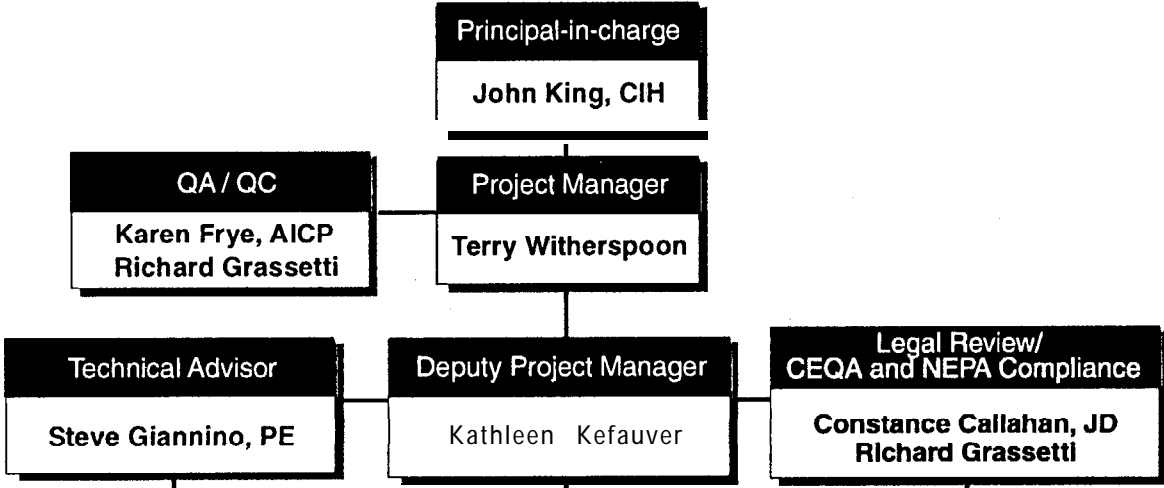 Principal-in-charge
John King, CIH
QA / QC
Karen Frye, AICP
Richard Grassetti
Project Manager
Terry Witherspoon
Technical Advisor
Steve Giannino, PE
Deputy Project Manager
Kathleen Kefauver
Legal Review/
CEQA and NEPA Compliance
Constance Callahan, JD
Richard Grassetti